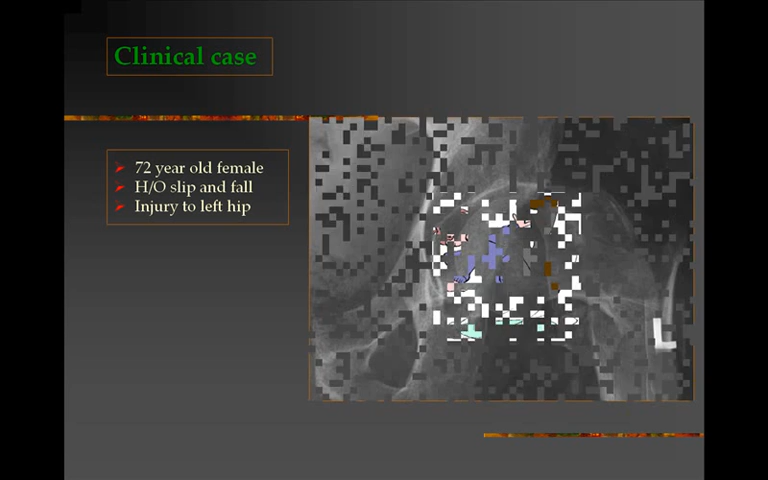 Clinical case
72 year old female
H/O slip and fall
Injury to left hip
L